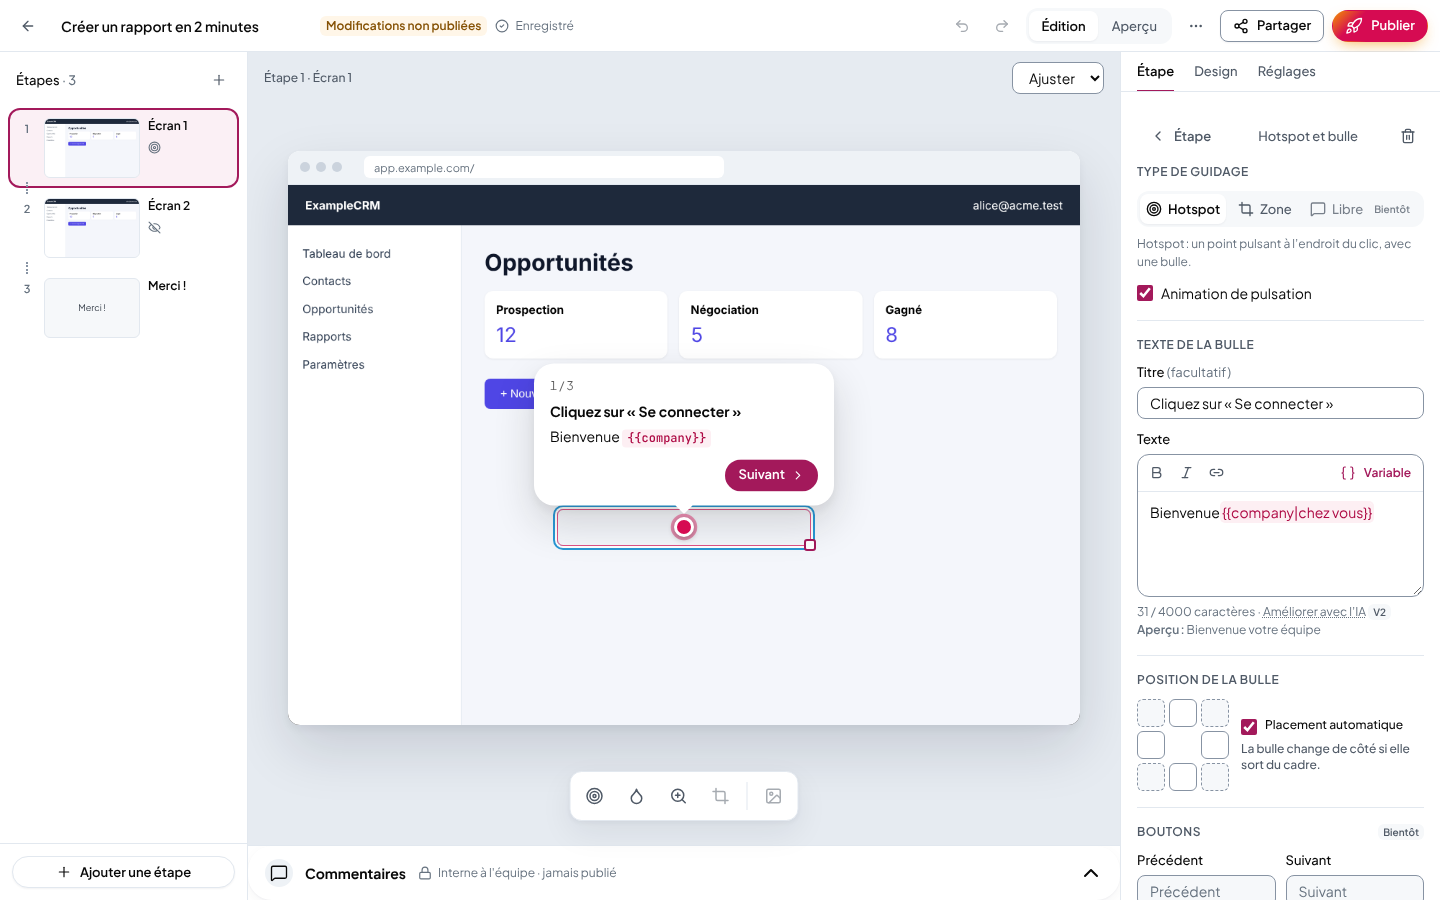 Créer un rapport en 2 minutes
Modifications non publiées
Enregistré
Édition
Aperçu
Partager
Publier
Étapes · 3
1
Écran 1
2
Écran 2
3
Merci !
Merci !
Ajouter une étape
Étape 1 · Écran 1
Ajuster
app.example.com/
ExampleCRM
alice@acme.test
Tableau de bord
Contacts
Opportunités
Rapports
Paramètres
Opportunités
Prospection
12
Négociation
5
Gagné
8
+ Nouv
1 / 3
Cliquez sur « Se connecter »
Bienvenue {{company}}
Suivant
Commentaires
Interne à l'équipe · jamais publié
Étape
Design
Réglages
Étape
Hotspot et bulle
TYPE DE GUIDAGE
Hotspot
Zone
Libre
Bientôt
Hotspot : un point pulsant à l'endroit du clic, avec
une bulle.
Animation de pulsation
TEXTE DE LA BULLE
Titre (facultatif)
Cliquez sur « Se connecter »
Texte
B I
{ } Variable
Bienvenue {{company|chez vous}}
31 / 4000 caractères · Améliorer avec l'IA V2
Aperçu : Bienvenue votre équipe
POSITION DE LA BULLE
Placement automatique
La bulle change de côté si elle
sort du cadre.
BOUTONS
Bientôt
Précédent
Suivant
Précédent
Suivant